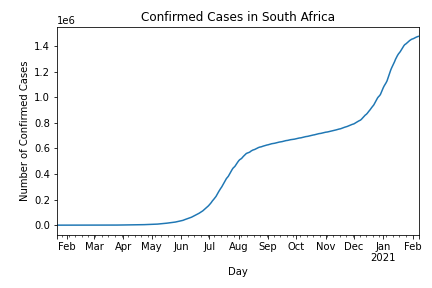 Confirmed Cases in South Africa
1e6
1.4
1.2
1.0
0.8
0.6
0.4
0.2
0.0
Number of Confirmed Cases
Feb Mar Apr May Jun Jul Aug Sep Oct Nov Dec Jan Feb
2021
Day